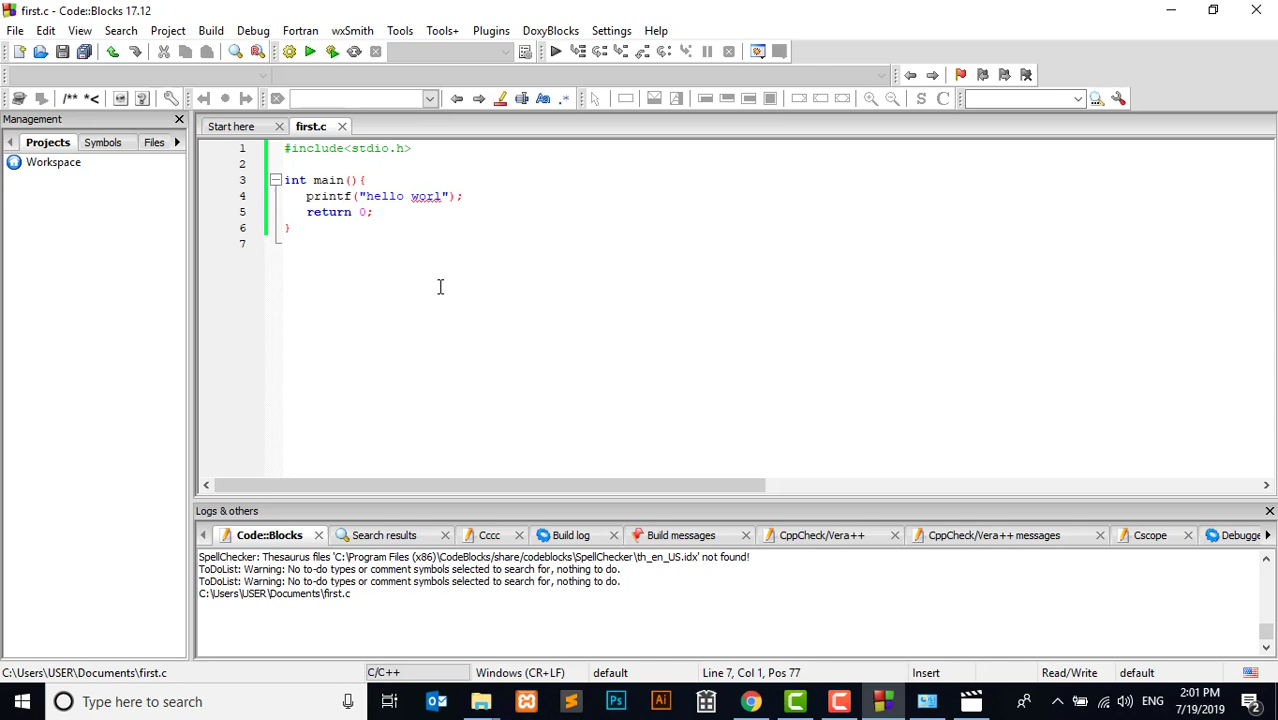 first.c - Code::Blocks 17.12
File Edit View Search Project Build Debug Fortran wxSmith Tools Tools+ Plugins DoxyBlocks Settings Help
/** *<
S C
Management
Projects Symbols Files
Workspace
Start here first.c
1 #include<stdio.h>
2
3 int main(){
4 printf("hello worl");
5 return 0;
6 }
7
Logs & others
Code::Blocks Search results Cccc Build log Build messages CppCheck/Vera++ CppCheck/Vera++ messages Cscope Debugge
SpellChecker: Thesaurus files 'C:\Program Files (x86)\CodeBlocks/share/codeblocks\SpellChecker\th_en_US.idx' not found!
ToDoList: Warning: No to-do types or comment symbols selected to search for, nothing to do.
ToDoList: Warning: No to-do types or comment symbols selected to search for, nothing to do.
C:\Users\USER\Documents\first.c
C:\Users\USER\Documents\first.c C/C++ Windows (CR+LF) default Line 7, Col 1, Pos 77 Insert Read/Write default
Type here to search
Ps Ai
ENG
2:01 PM
7/19/2019
2